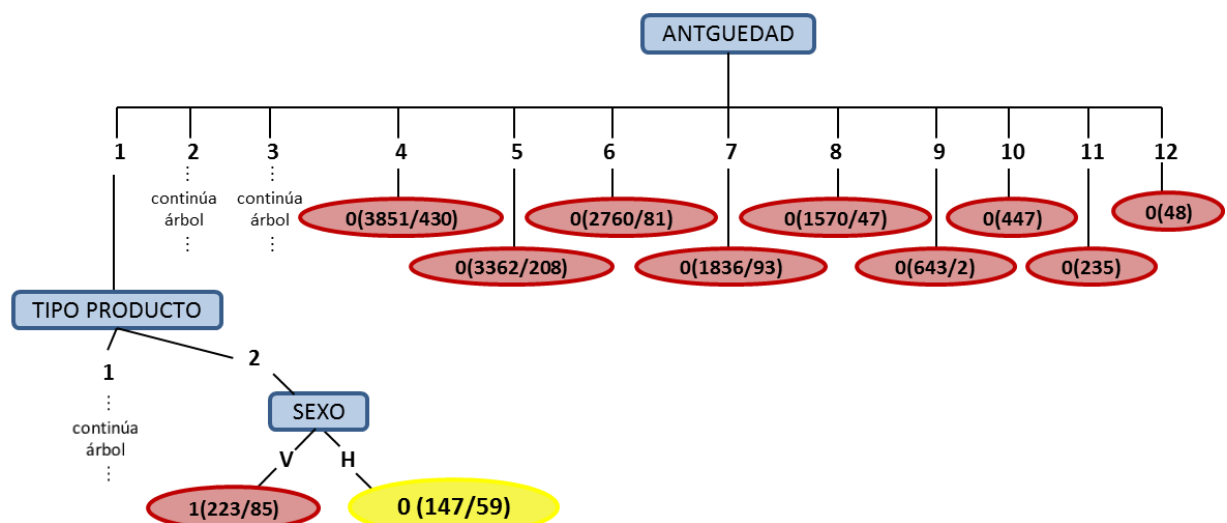 ANTGUEDAD
1 2 3 4 5 6 7 8 9 10 11 12
continúa
árbol
continúa
árbol
0(3851/430) 0(2760/81) 0(1570/47) 0(447) 0(48)
0(3362/208) 0(1836/93) 0(643/2) 0(235)
TIPO PRODUCTO
1 2
continúa
árbol
SEXO
V H
1(223/85) 0 (147/59)